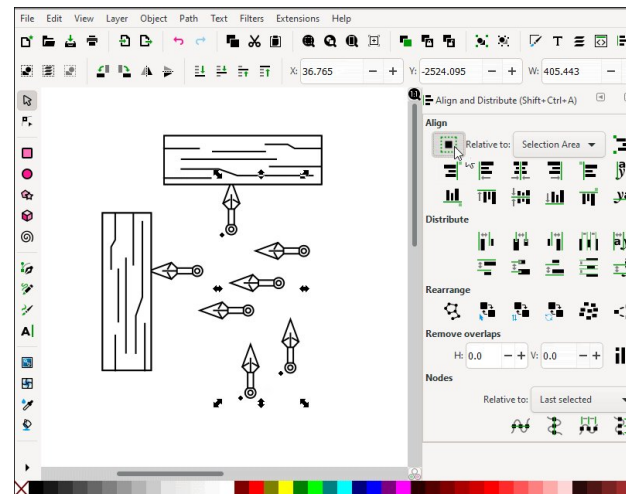 File Edit View Layer Object Path Text Filters Extensions Help
X: 36.765 − + Y: -2524.095 − + W: 405.443 −
Align and Distribute (Shift+Ctrl+A)
Align
Relative to: Selection Area
Distribute
Rearrange
Remove overlaps
H: 0.0 − + V: 0.0 − +
Nodes
Relative to: Last selected